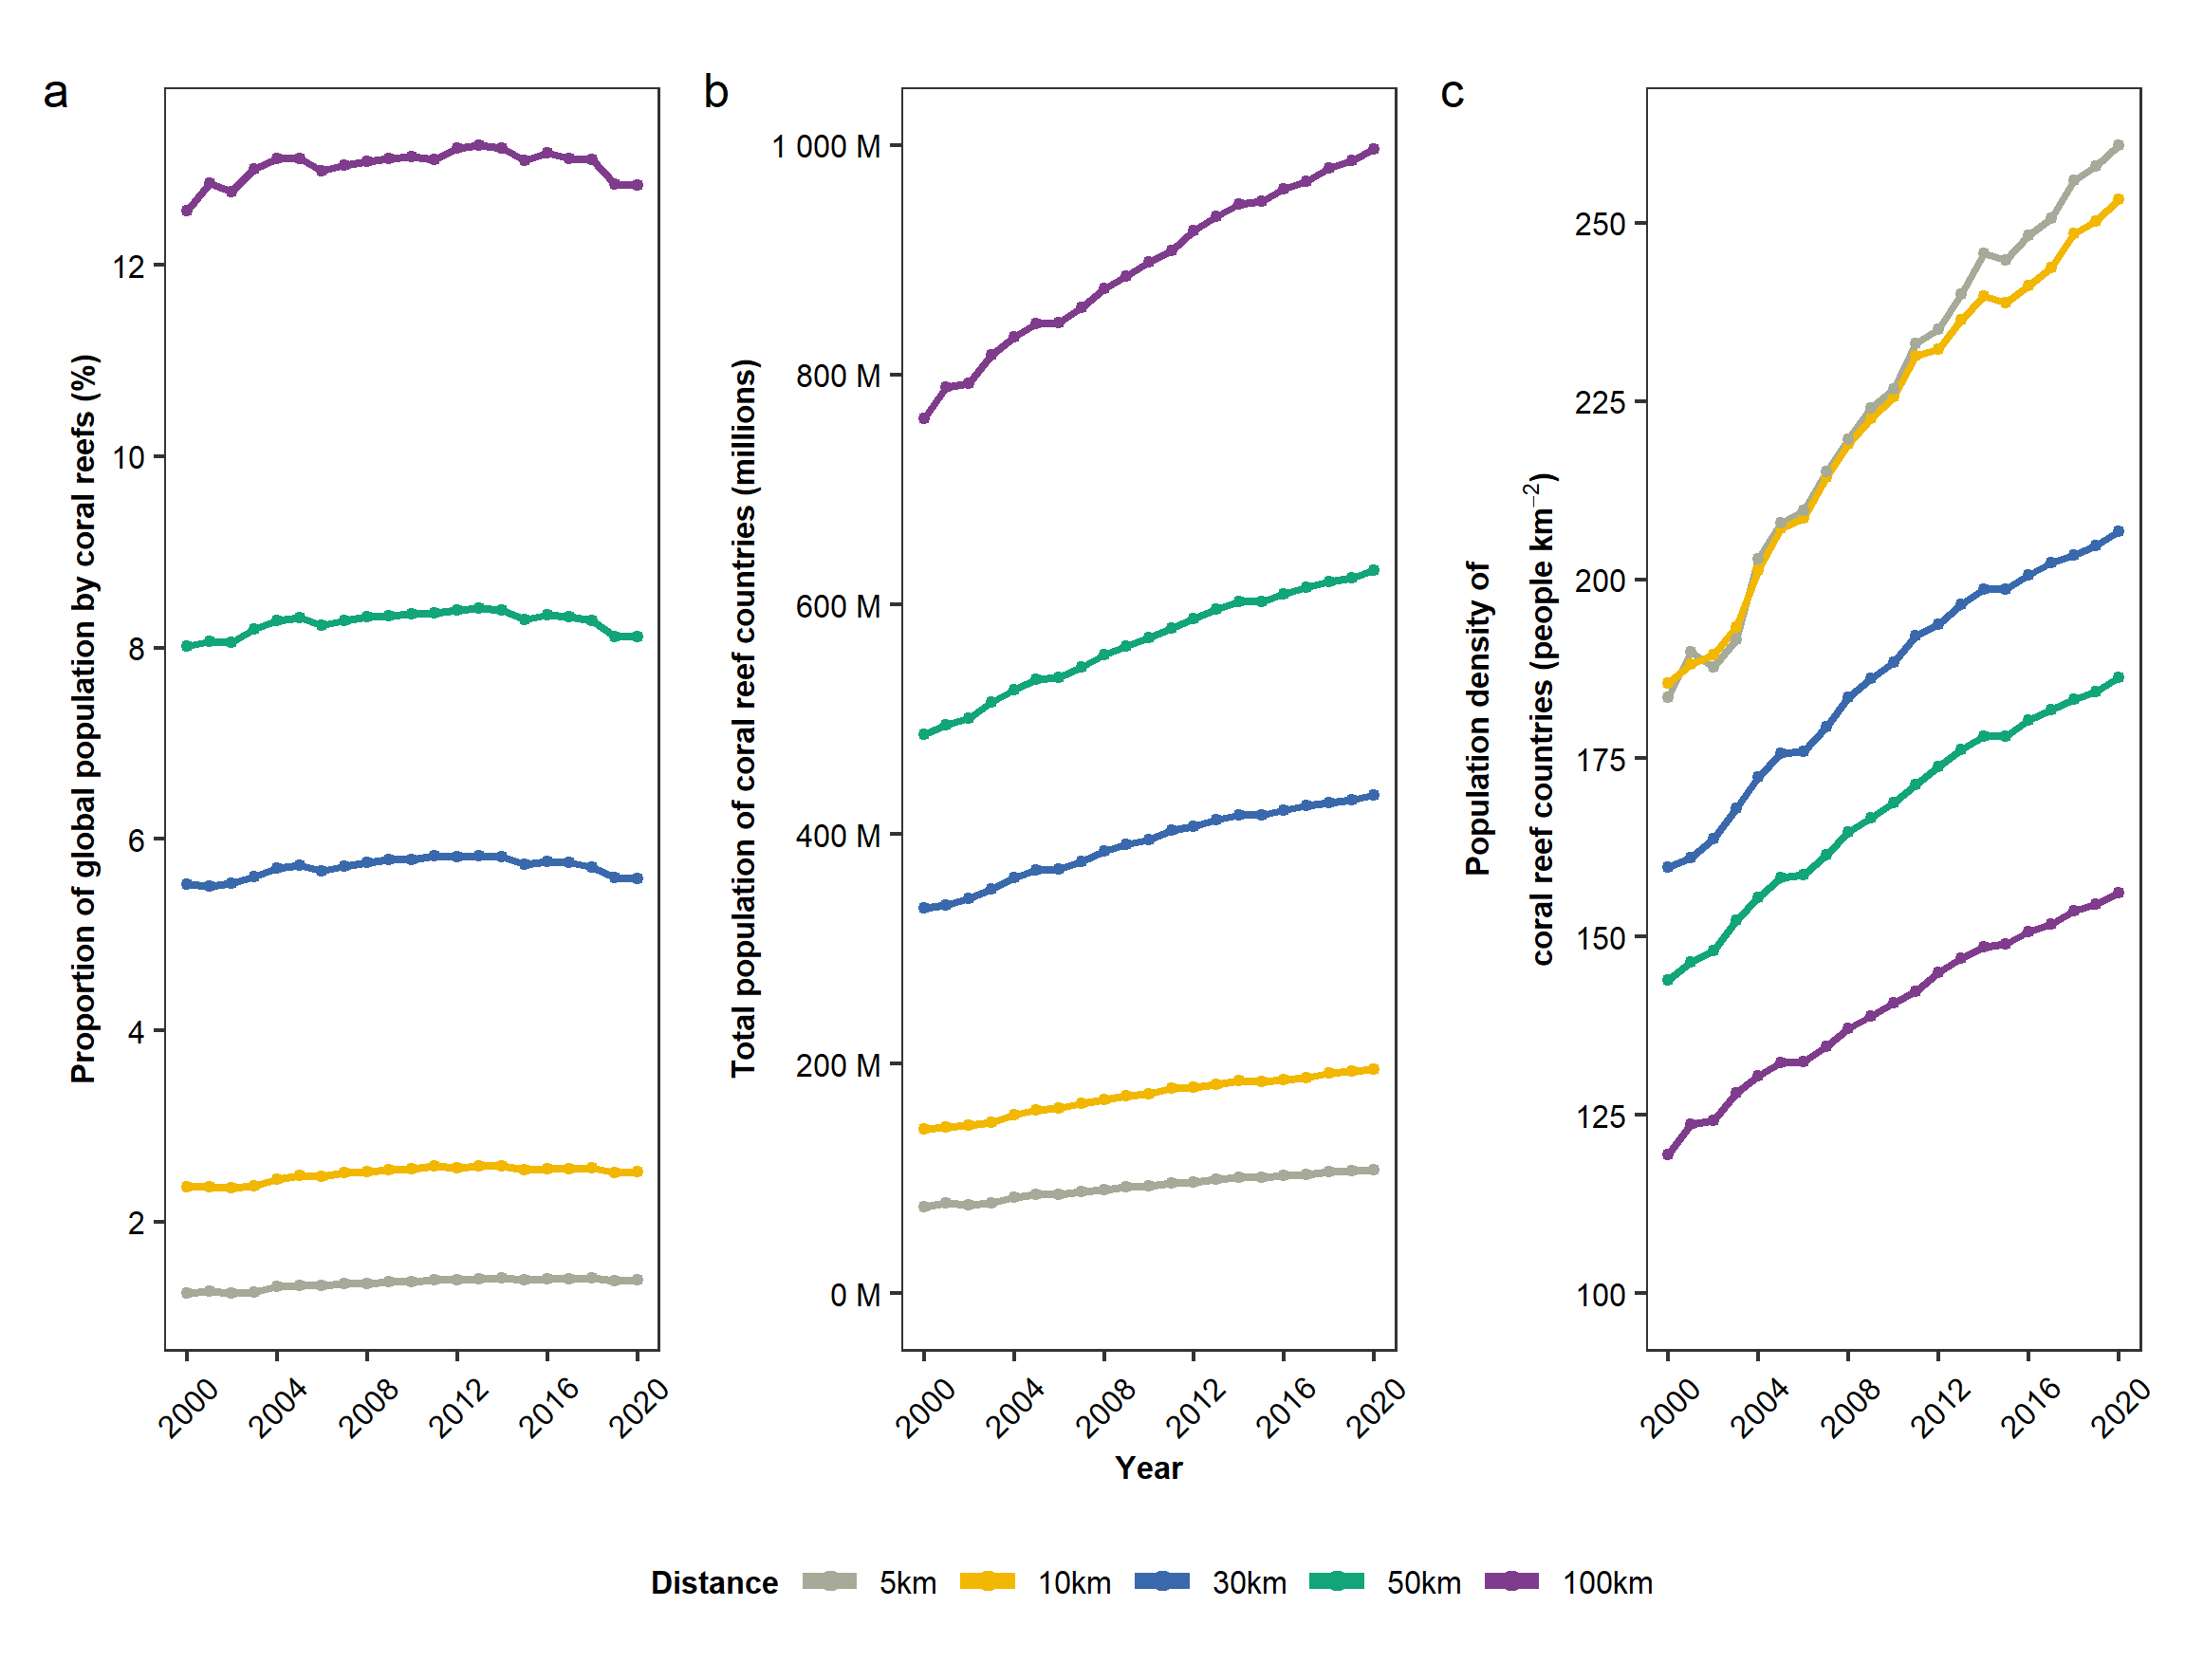 a
Proportion of global population by coral reefs (%)
12
10
8
6
4
2
2000 2004 2008 2012 2016 2020
b
Total population of coral reef countries (millions)
1 000 M
800 M
600 M
400 M
200 M
0 M
2000 2004 2008 2012 2016 2020
Year
c
Population density of
coral reef countries (people km⁻²)
250
225
200
175
150
125
100
2000 2004 2008 2012 2016 2020
Distance 5km 10km 30km 50km 100km